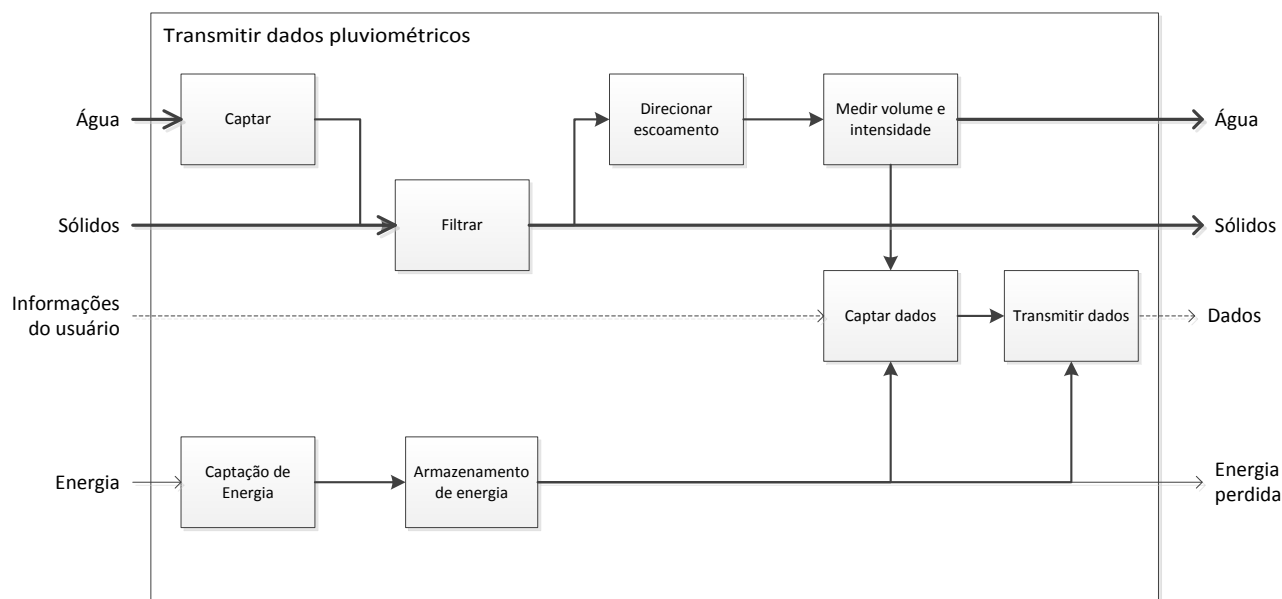 Transmitir dados pluviométricos
Água
Captar
Direcionar
escoamento
Medir volume e
intensidade
Água
Sólidos
Filtrar
Sólidos
Informações
do usuário
Captar dados
Transmitir dados
Dados
Energia
Captação de
Energia
Armazenamento
de energia
Energia
perdida